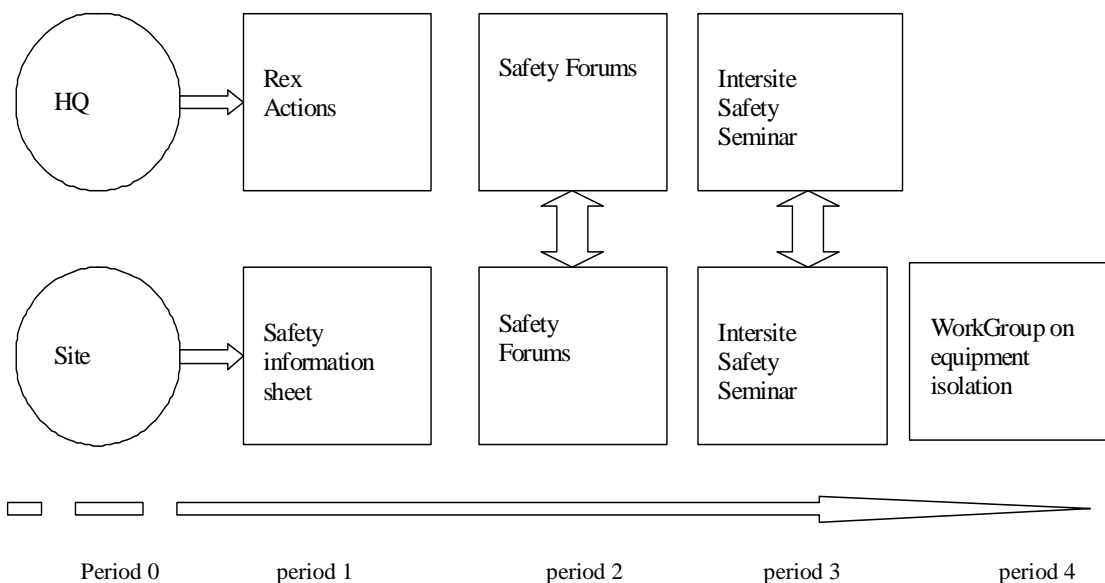 HQ
Rex
Actions
Safety Forums
Intersite
Safety
Seminar
Site
Safety
information
sheet
Safety
Forums
Intersite
Safety
Seminar
WorkGroup on
equipment
isolation
Period 0
period 1
period 2
period 3
period 4